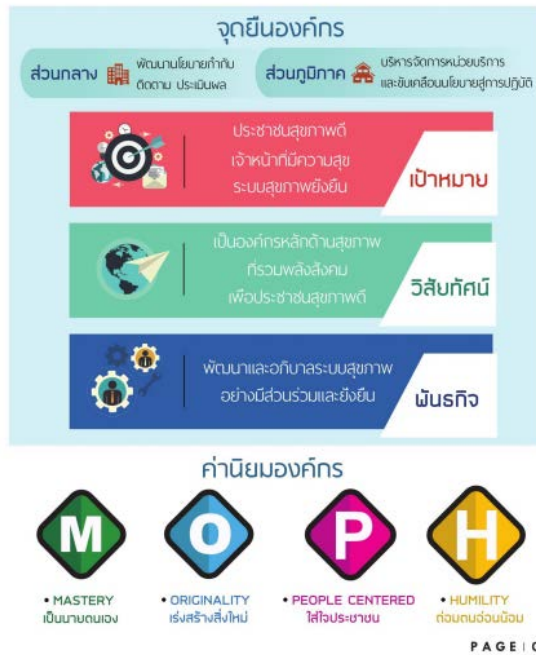 จุดยืนองค์กร
ส่วนกลาง
พัฒนานโยบายกำกับ
ติดตาม ประเมินผล
ส่วนภูมิภาค
บริหารจัดการหน่วยบริการ
และขับเคลื่อนนโยบายสู่การปฏิบัติ
ประชาชนสุขภาพดี
เจ้าหน้าที่มีความสุข
ระบบสุขภาพยั่งยืน
เป้าหมาย
เป็นองค์กรหลักด้านสุขภาพ
ที่รวมพลังสังคม
เพื่อประชาชนสุขภาพดี
วิสัยทัศน์
พัฒนาและอภิบาลระบบสุขภาพ
อย่างมีส่วนร่วมและยั่งยืน
พันธกิจ
ค่านิยมองค์กร
M
O
P
H
• MASTERY
เป็นนายตนเอง
• ORIGINALITY
เร่งสร้างสิ่งใหม่
• PEOPLE CENTERED
ใส่ใจประชาชน
• HUMILITY
ถ่อมตนอ่อนน้อม
PAGE |